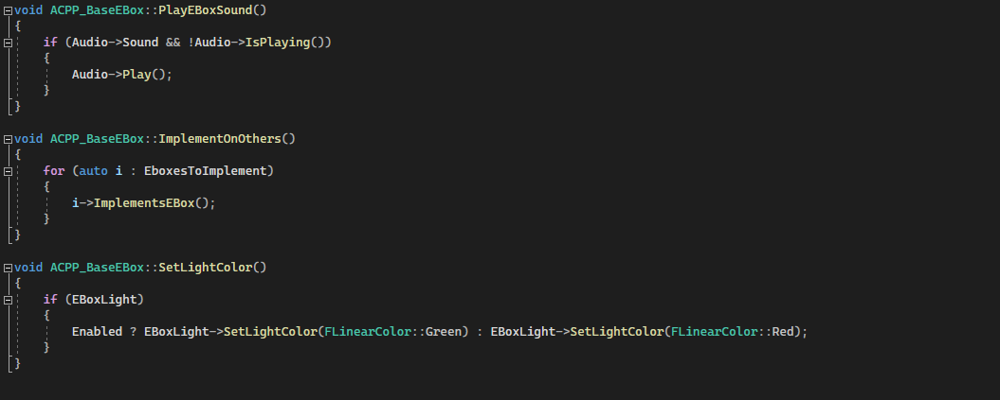 void ACPP_BaseEBox::PlayEBoxSound()
{
    if (Audio->Sound && !Audio->IsPlaying())
    {
        Audio->Play();
    }
}

void ACPP_BaseEBox::ImplementOnOthers()
{
    for (auto i : EboxesToImplement)
    {
        i->ImplementsEBox();
    }
}

void ACPP_BaseEBox::SetLightColor()
{
    if (EBoxLight)
    {
        Enabled ? EBoxLight->SetLightColor(FLinearColor::Green) : EBoxLight->SetLightColor(FLinearColor::Red);
    }
}